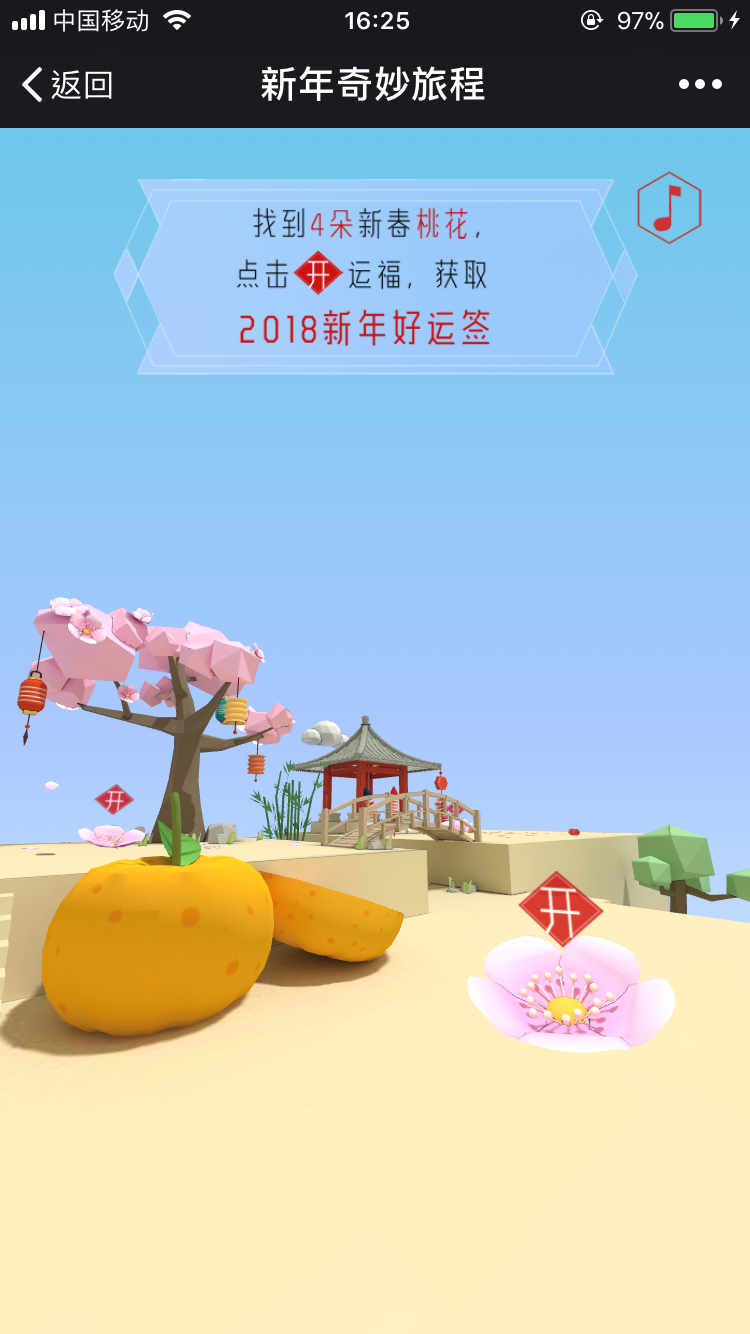 中国移动 16:25 97%
返回 新年奇妙旅程
找到4朵新春桃花,
点击开运福, 获取
2018新年好运签
开
开